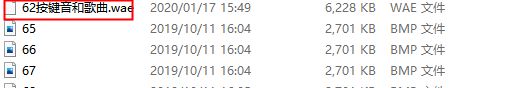 62按键音和歌曲.wae 2020/01/17 15:49 6,228 KB WAE 文件
65 2019/10/11 16:04 2,701 KB BMP 文件
66 2019/10/11 16:04 2,701 KB BMP 文件
67 2019/10/11 16:04 2,701 KB BMP 文件